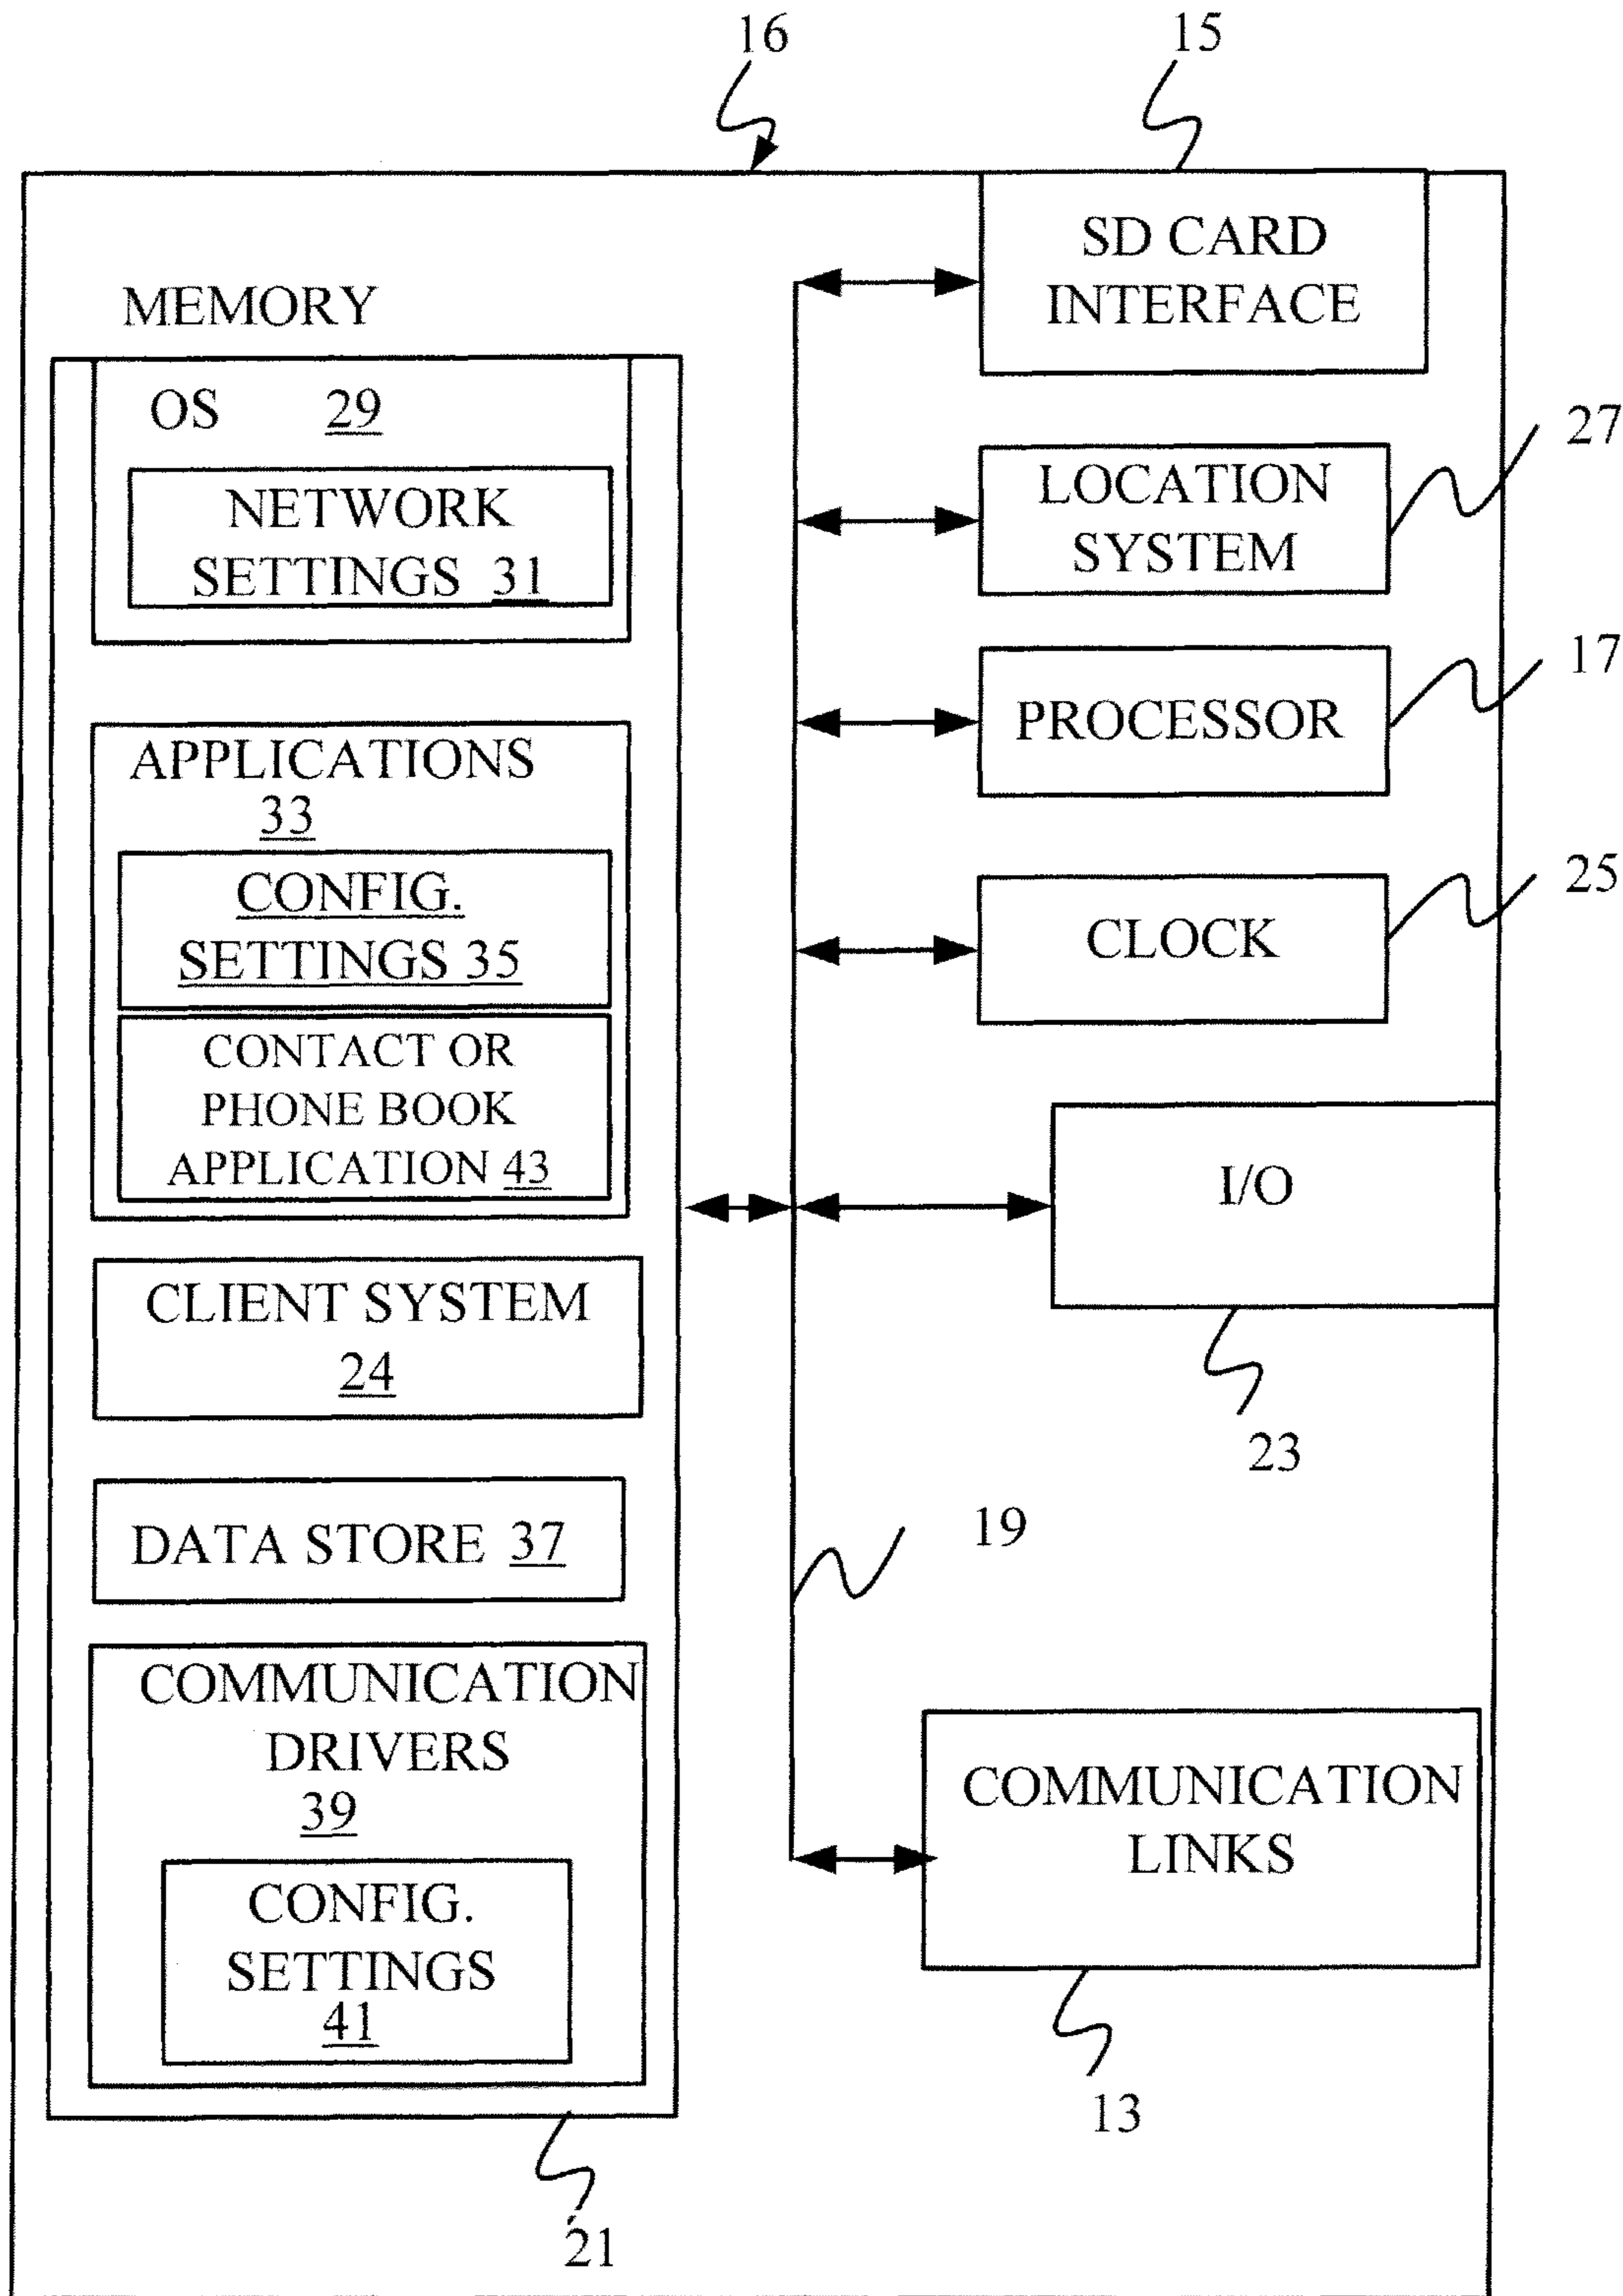 16
15
SD CARD
INTERFACE
MEMORY
OS 29
NETWORK
SETTINGS 31
27
LOCATION
SYSTEM
17
PROCESSOR
APPLICATIONS
33
CONFIG.
SETTINGS 35
25
CLOCK
CONTACT OR
PHONE BOOK
APPLICATION 43
I/O
23
CLIENT SYSTEM
24
DATA STORE 37
19
COMMUNICATION
DRIVERS
39
CONFIG.
SETTINGS
41
COMMUNICATION
LINKS
13
21